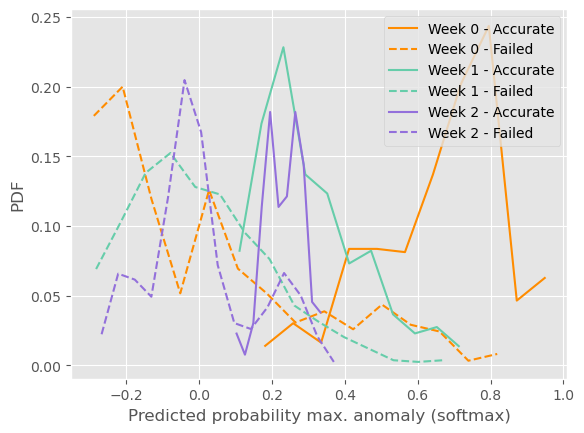 Week 0 - Accurate
Week 0 - Failed
Week 1 - Accurate
Week 1 - Failed
Week 2 - Accurate
Week 2 - Failed
0.25
0.20
0.15
0.10
0.05
0.00
PDF
−0.2 0.0 0.2 0.4 0.6 0.8 1.0
Predicted probability max. anomaly (softmax)